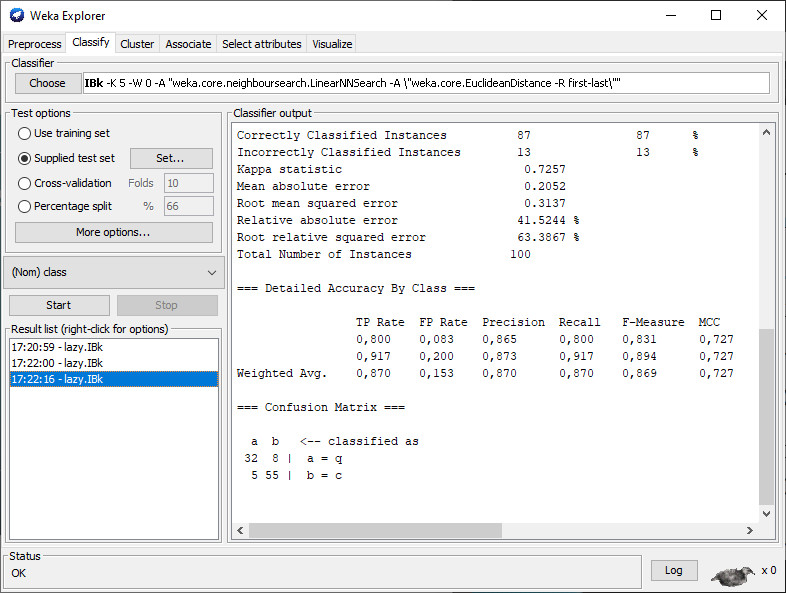 Weka Explorer
Preprocess Classify Cluster Associate Select attributes Visualize
Classifier
Choose IBk -K 5 -W 0 -A "weka.core.neighboursearch.LinearNNSearch -A \"weka.core.EuclideanDistance -R first-last\""
Test options
Use training set
Supplied test set Set...
Cross-validation Folds 10
Percentage split % 66
More options...
(Nom) class
Start Stop
Result list (right-click for options)
17:20:59 - lazy.IBk
17:22:00 - lazy.IBk
17:22:16 - lazy.IBk
Classifier output
Correctly Classified Instances 87 87 %
Incorrectly Classified Instances 13 13 %
Kappa statistic 0.7257
Mean absolute error 0.2052
Root mean squared error 0.3137
Relative absolute error 41.5244 %
Root relative squared error 63.3867 %
Total Number of Instances 100
=== Detailed Accuracy By Class ===
TP Rate FP Rate Precision Recall F-Measure MCC
0,800 0,083 0,865 0,800 0,831 0,727
0,917 0,200 0,873 0,917 0,894 0,727
Weighted Avg. 0,870 0,153 0,870 0,870 0,869 0,727
=== Confusion Matrix ===
a b <-- classified as
32 8 | a = q
5 55 | b = c
Status
OK
Log x 0